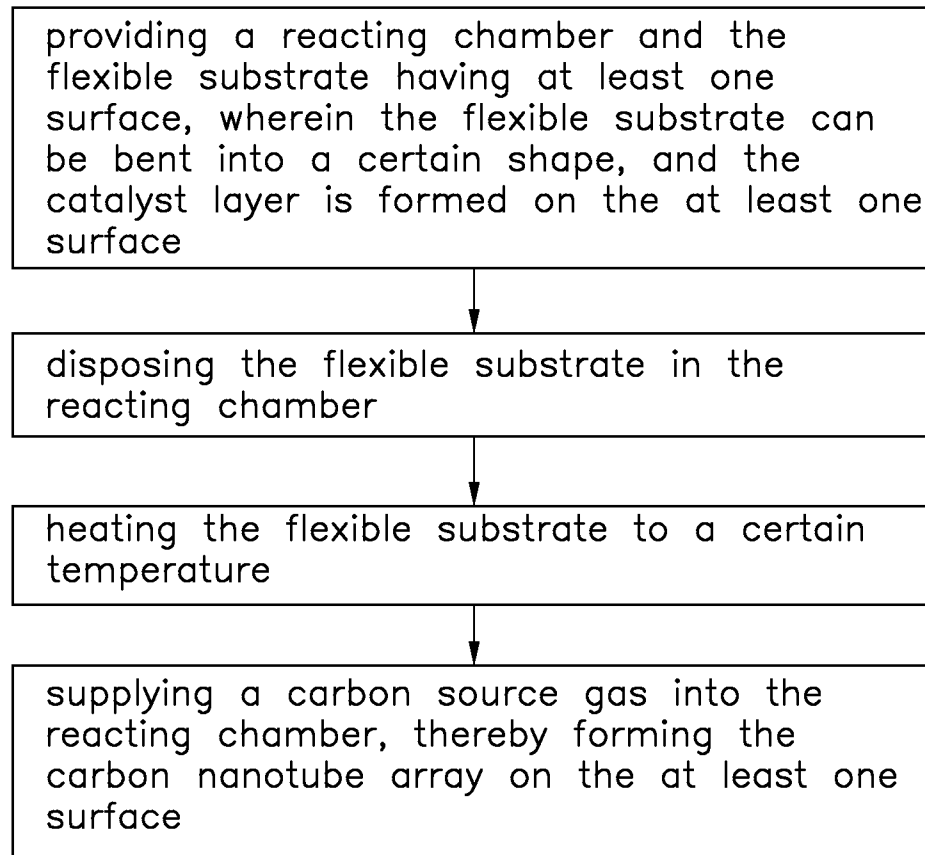 providing a reacting chamber and the
flexible substrate having at least one
surface, wherein the flexible substrate can
be bent into a certain shape, and the
catalyst layer is formed on the at least one
surface
disposing the flexible substrate in the
reacting chamber
heating the flexible substrate to a certain
temperature
supplying a carbon source gas into the
reacting chamber, thereby forming the
carbon nanotube array on the at least one
surface